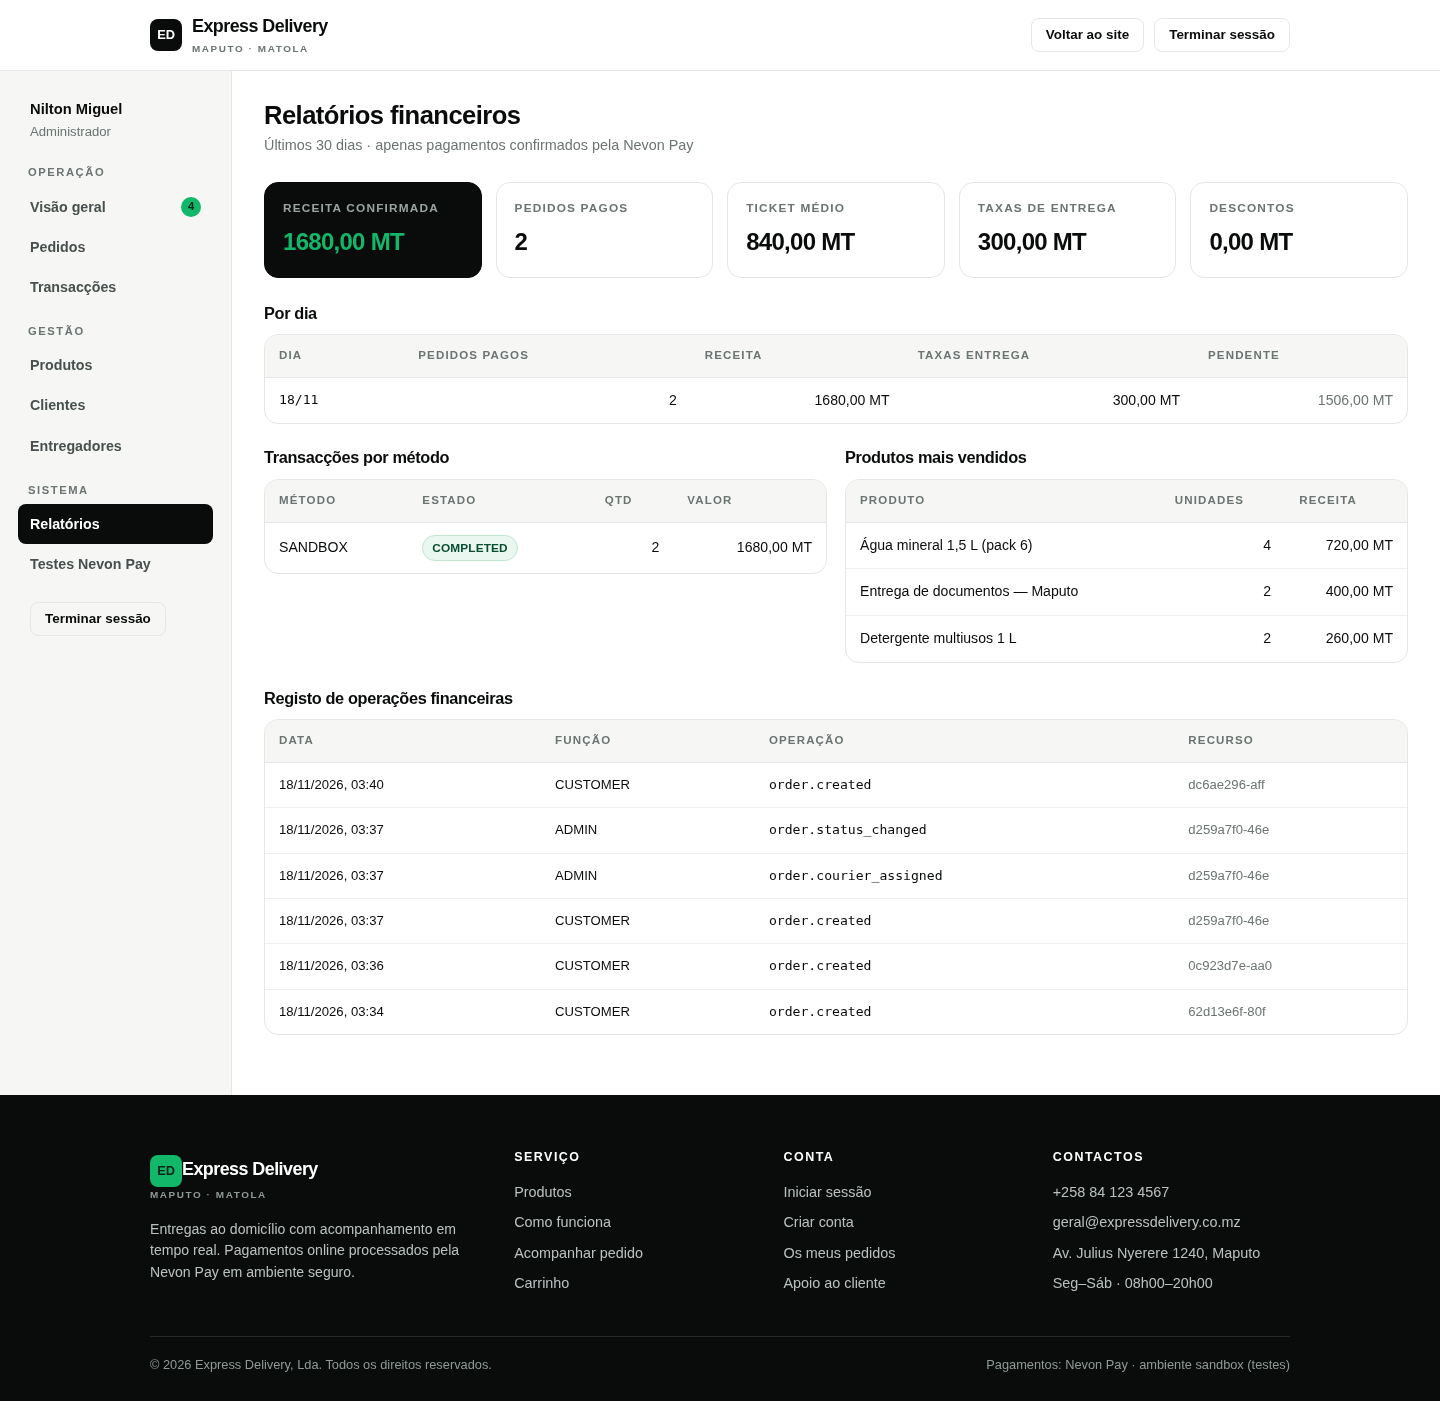 ED Express Delivery
MAPUTO · MATOLA
Voltar ao site
Terminar sessão
Nilton Miguel
Administrador
OPERAÇÃO
Visão geral 4
Pedidos
Transacções
GESTÃO
Produtos
Clientes
Entregadores
SISTEMA
Relatórios
Testes Nevon Pay
Terminar sessão
Relatórios financeiros
Últimos 30 dias · apenas pagamentos confirmados pela Nevon Pay
RECEITA CONFIRMADA
1680,00 MT
PEDIDOS PAGOS
2
TICKET MÉDIO
840,00 MT
TAXAS DE ENTREGA
300,00 MT
DESCONTOS
0,00 MT
Por dia
DIA PEDIDOS PAGOS RECEITA TAXAS ENTREGA PENDENTE
18/11 2 1680,00 MT 300,00 MT 1506,00 MT
Transacções por método
MÉTODO ESTADO QTD VALOR
SANDBOX COMPLETED 2 1680,00 MT
Produtos mais vendidos
PRODUTO UNIDADES RECEITA
Água mineral 1,5 L (pack 6) 4 720,00 MT
Entrega de documentos — Maputo 2 400,00 MT
Detergente multiusos 1 L 2 260,00 MT
Registo de operações financeiras
DATA FUNÇÃO OPERAÇÃO RECURSO
18/11/2026, 03:40 CUSTOMER order.created dc6ae296-aff
18/11/2026, 03:37 ADMIN order.status_changed d259a7f0-46e
18/11/2026, 03:37 ADMIN order.courier_assigned d259a7f0-46e
18/11/2026, 03:37 CUSTOMER order.created d259a7f0-46e
18/11/2026, 03:36 CUSTOMER order.created 0c923d7e-aa0
18/11/2026, 03:34 CUSTOMER order.created 62d13e6f-80f
ED Express Delivery
MAPUTO · MATOLA
Entregas ao domicílio com acompanhamento em
tempo real. Pagamentos online processados pela
Nevon Pay em ambiente seguro.
SERVIÇO
Produtos
Como funciona
Acompanhar pedido
Carrinho
CONTA
Iniciar sessão
Criar conta
Os meus pedidos
Apoio ao cliente
CONTACTOS
+258 84 123 4567
geral@expressdelivery.co.mz
Av. Julius Nyerere 1240, Maputo
Seg–Sáb · 08h00–20h00
© 2026 Express Delivery, Lda. Todos os direitos reservados.
Pagamentos: Nevon Pay · ambiente sandbox (testes)